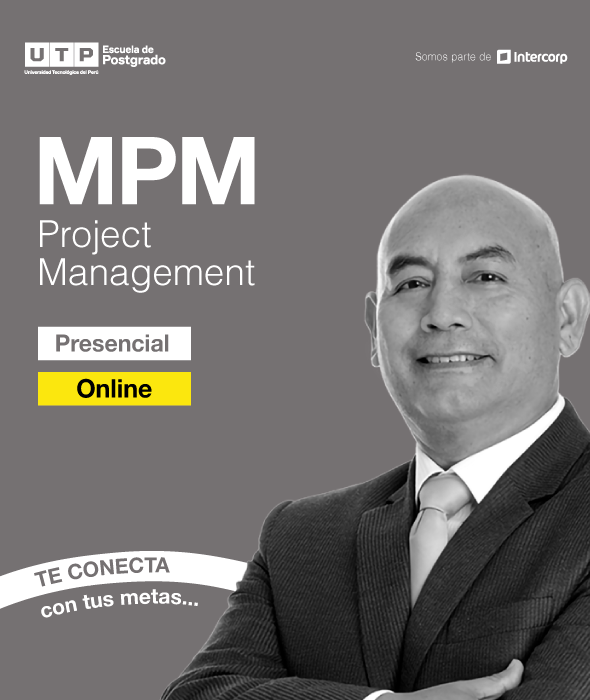 UTP Escuela de
Postgrado
Universidad Tecnológica del Perú
Somos parte de Intercorp
MPM
Project
Management
Presencial
Online
TE CONECTA
con tus metas...